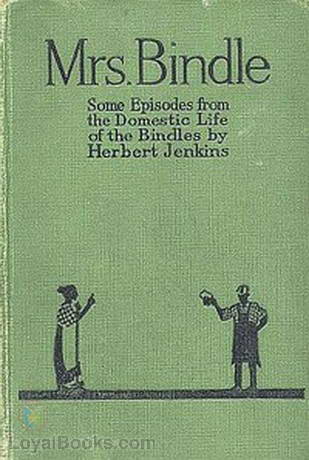 Mrs. Bindle
Some Episodes from
the Domestic Life
of the Bindles by
Herbert Jenkins
LoyalBooks.com